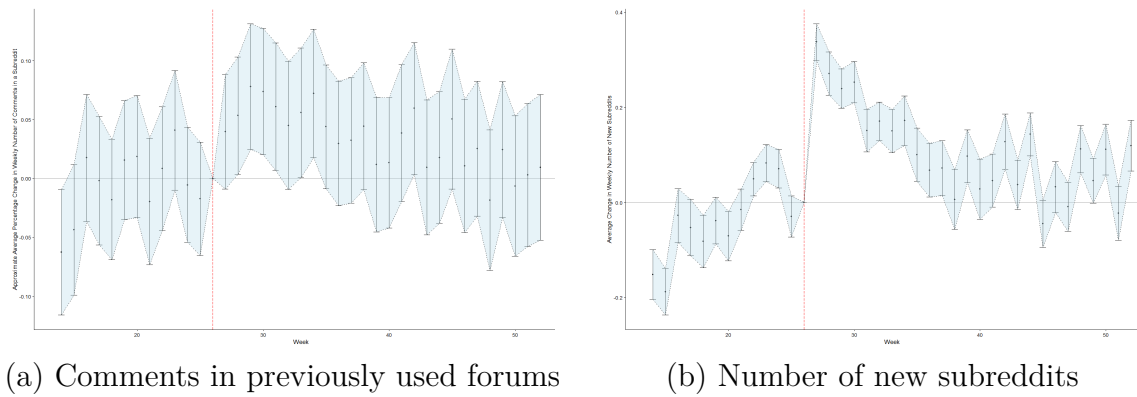 Approximate Average Percentage Change in Weekly Number of Comments in a Subreddit
0.10
0.05
0.00
-0.05
-0.10
20
30
40
50
Week
(a) Comments in previously used forums
Average Change in Weekly Number of New Subreddits
0.4
0.2
0.0
-0.2
20
30
40
50
Week
(b) Number of new subreddits